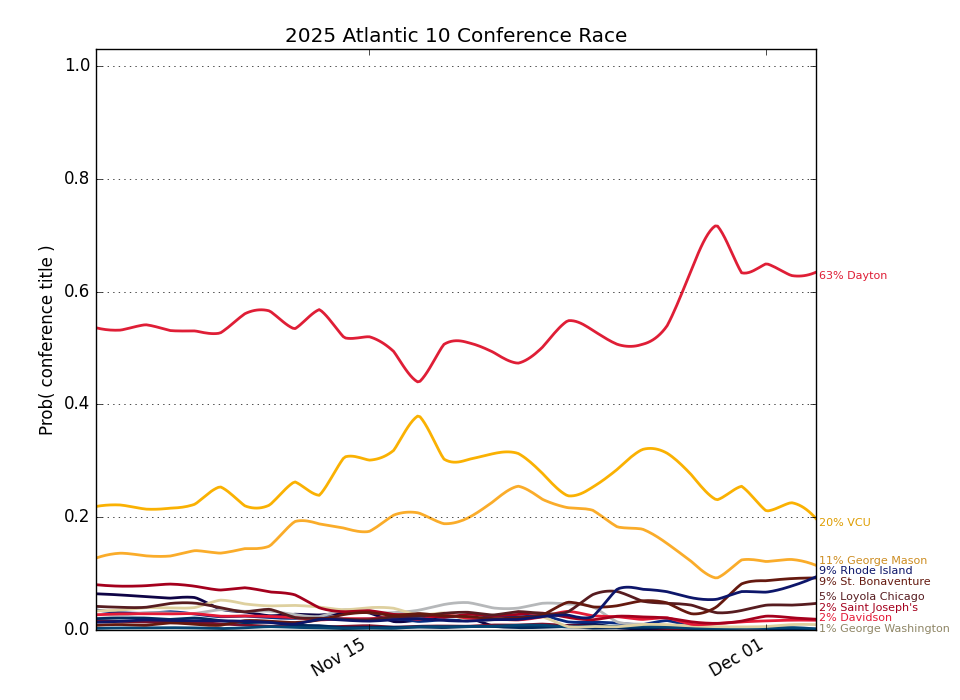 2025 Atlantic 10 Conference Race
Prob( conference title )
1.0
0.8
0.6
0.4
0.2
0.0
Nov 15
Dec 01
63% Dayton
20% VCU
11% George Mason
9% Rhode Island
9% St. Bonaventure
5% Loyola Chicago
2% Saint Joseph's
2% Davidson
1% George Washington